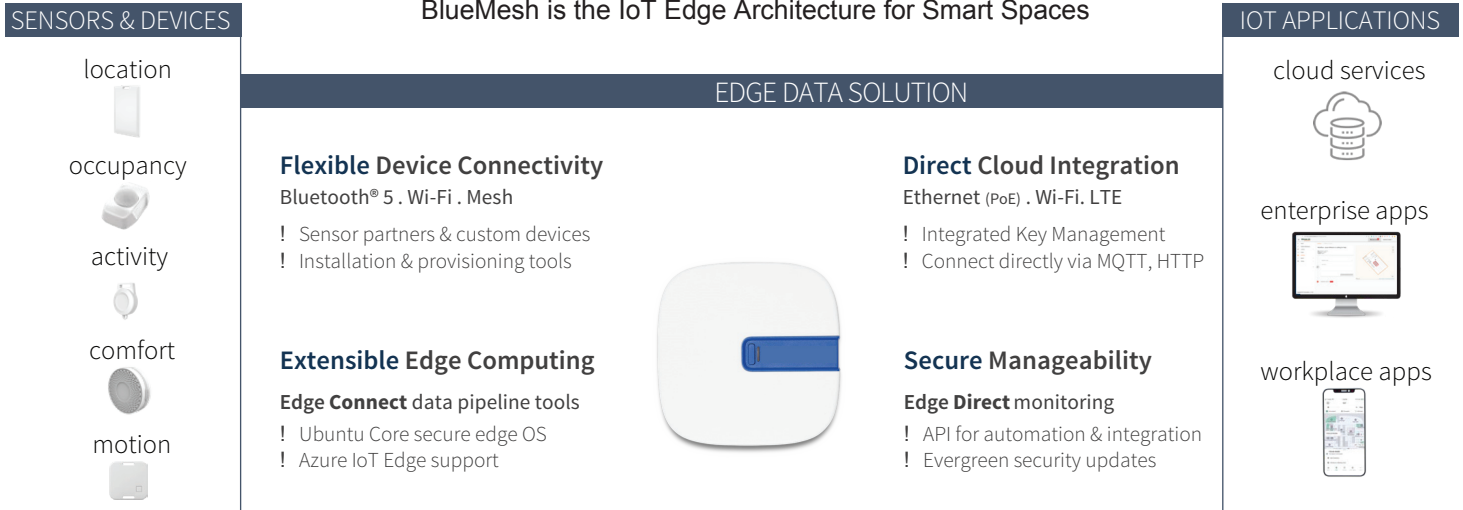 BlueMesh is the IoT Edge Architecture for Smart Spaces
SENSORS & DEVICES
location
occupancy
activity
comfort
motion
EDGE DATA SOLUTION
Flexible Device Connectivity
Bluetooth® 5 . Wi-Fi . Mesh
! Sensor partners & custom devices
! Installation & provisioning tools
Extensible Edge Computing
Edge Connect data pipeline tools
! Ubuntu Core secure edge OS
! Azure IoT Edge support
Direct Cloud Integration
Ethernet (PoE) . Wi-Fi. LTE
! Integrated Key Management
! Connect directly via MQTT, HTTP
Secure Manageability
Edge Direct monitoring
! API for automation & integration
! Evergreen security updates
IOT APPLICATIONS
cloud services
enterprise apps
workplace apps